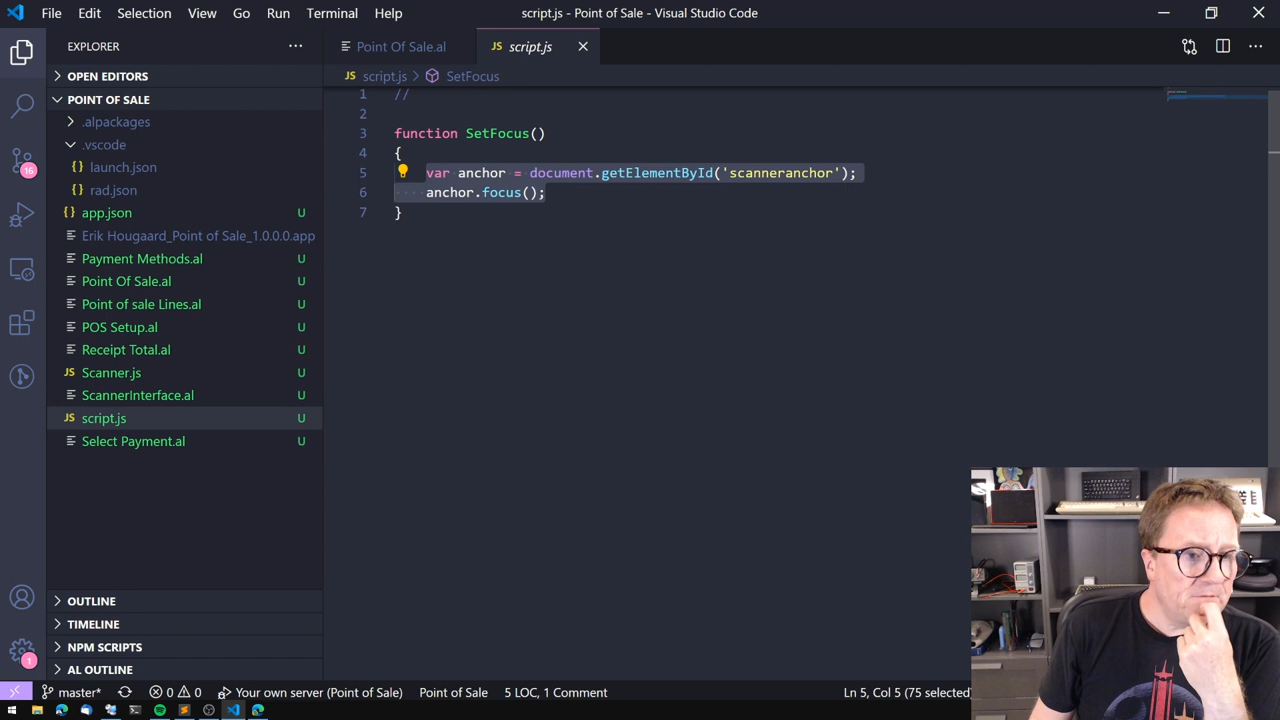 File Edit Selection View Go Run Terminal Help script.js - Point of Sale - Visual Studio Code
EXPLORER
Point Of Sale.al
JS script.js
JS script.js > SetFocus
OPEN EDITORS
POINT OF SALE
.alpackages
.vscode
{} launch.json
{} rad.json
{} app.json U
Erik Hougaard_Point of Sale_1.0.0.0.app
Payment Methods.al U
Point Of Sale.al U
Point of sale Lines.al U
POS Setup.al U
Receipt Total.al U
JS Scanner.js U
ScannerInterface.al U
JS script.js U
Select Payment.al U
OUTLINE
TIMELINE
NPM SCRIPTS
AL OUTLINE
16
1
1 //
2
3 function SetFocus()
4 {
5 var anchor = document.getElementById('scanneranchor');
6 anchor.focus();
7 }
master* 0 0 Your own server (Point of Sale) Point of Sale 5 LOC, 1 Comment Ln 5, Col 5 (75 selected)